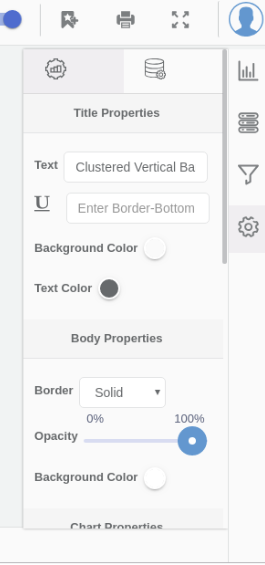 Title Properties
Text Clustered Vertical Ba
U Enter Border-Bottom
Background Color
Text Color
Body Properties
Border Solid
0% 100%
Opacity
Background Color
Chart Properties